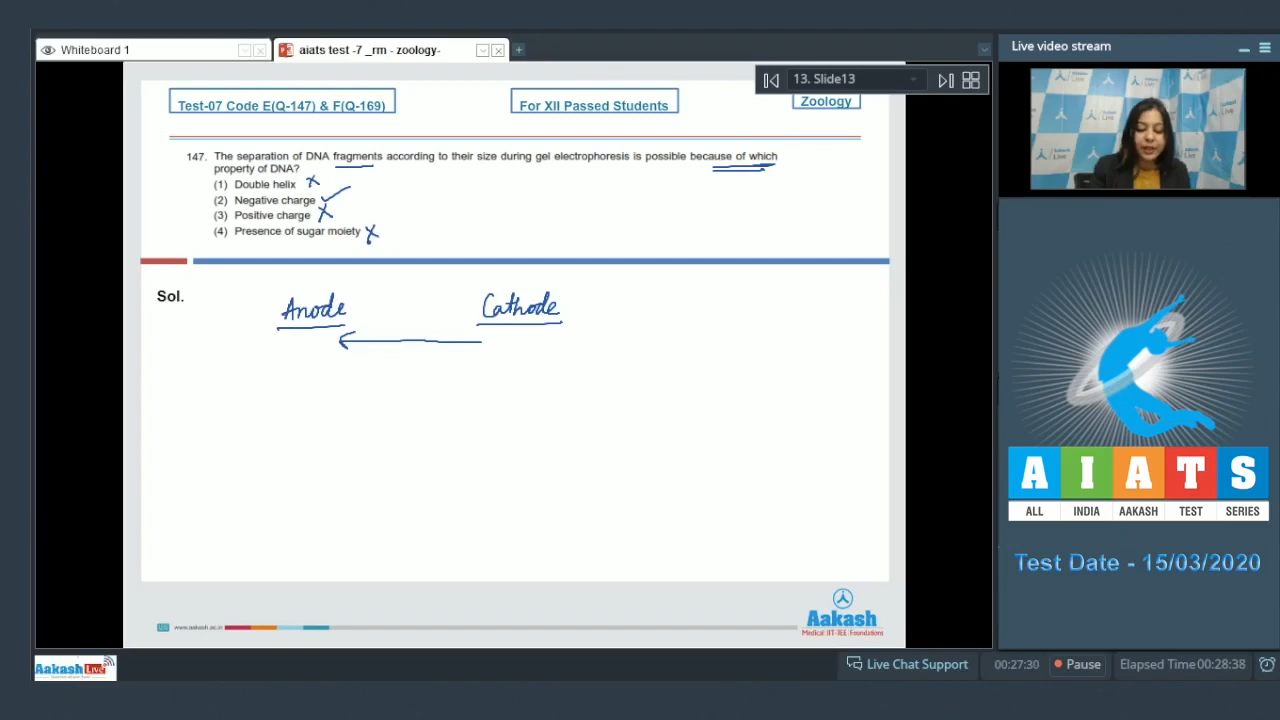 Whiteboard 1
aiats test -7 _rm - zoology-
Live video stream
13. Slide13
Test-07 Code E(Q-147) & F(Q-169)
For XII Passed Students
Zoology
147. The separation of DNA fragments according to their size during gel electrophoresis is possible because of which
property of DNA?
(1) Double helix
(2) Negative charge
(3) Positive charge
(4) Presence of sugar moiety
Sol.
Anode Cathode
A I A T S
ALL INDIA AAKASH TEST SERIES
Test Date - 15/03/2020
www.aakash.ac.in
Aakash
Medical|IIT-JEE|Foundations
Aakash Live
Live Chat Support
00:27:30
Pause
Elapsed Time 00:28:38